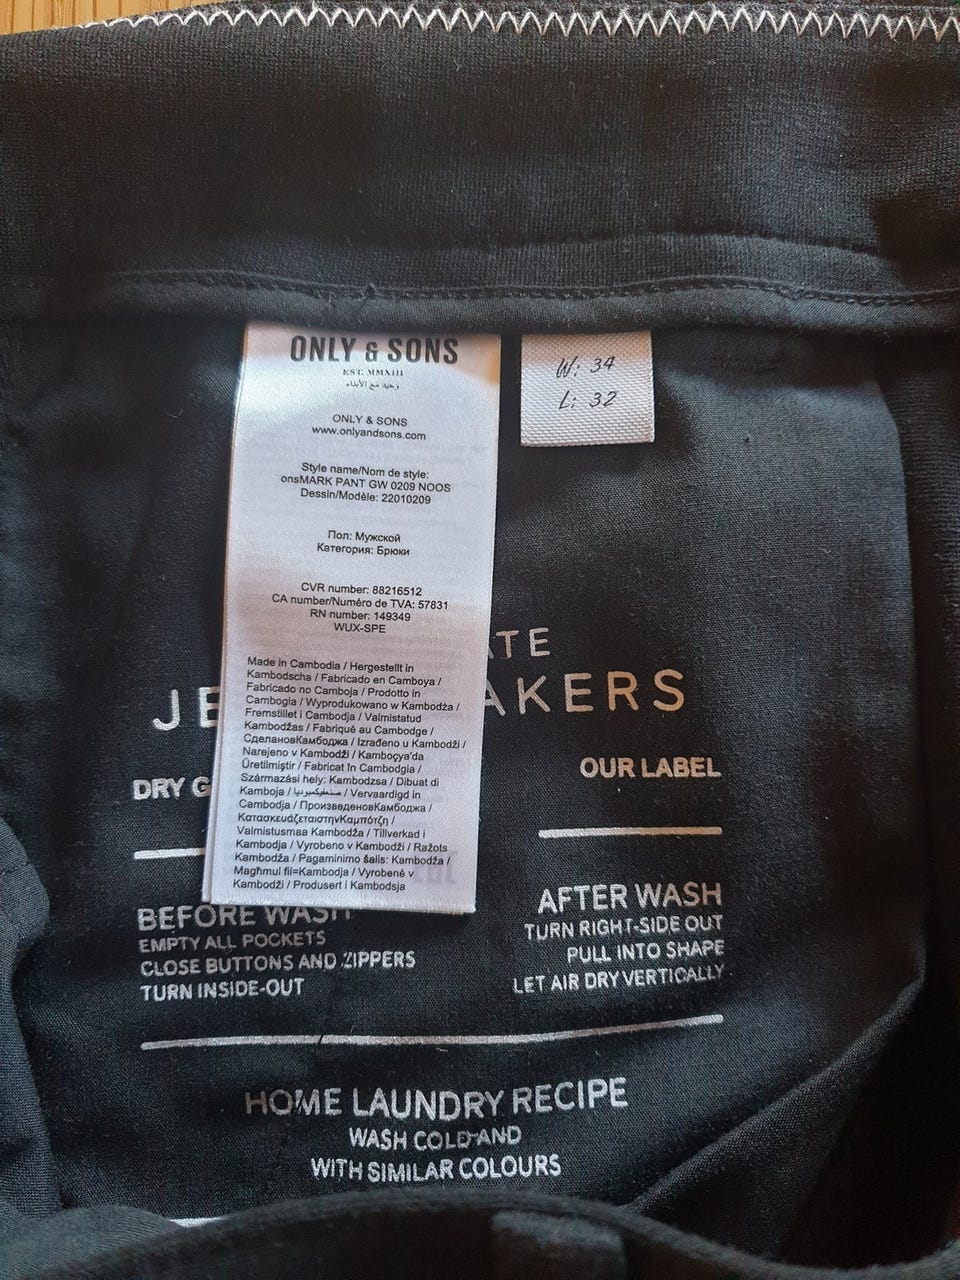 ONLY & SONS
EST. MMXIII
وحيد مع الأبناء
ONLY & SONS
www.onlyandsons.com
Style name/Nom de style:
onsMARK PANT GW 0209 NOOS
Dessin/Modèle: 22010209
Пол: Мужской
Категория: Брюки
CVR number: 88216512
CA number/Numéro de TVA: 57831
RN number: 149349
WUX-SPE
Made in Cambodia / Hergestellt in
Kambodscha / Fabricado en Camboya /
Fabricado no Camboja / Prodotto in
Cambogia / Wyprodukowano w Kambodża /
Fremstillet i Cambodja / Valmistatud
Kambodžas / Fabriqué au Cambodge /
СделановКамбоджа / Izrađeno u Kambodži /
Narejeno v Kambodži / Kamboçya'da
Üretilmiştir / Fabricat în Cambodgia /
Származási hely: Kambodzsa / Dibuat di
Kamboja / / Vervaardigd in
Cambodja / ПроизведеновКамбоджа /
ΚατασκευάζεταιστηνΚαμπότζη /
Valmistusmaa Kambodža / Tillverkad i
Kambodja / Vyrobeno v Kambodži / Ražots
Kambodža / Pagaminimo šalis: Kambodža /
Magħmul fil=Kambodja / Vyrobené v
Kambodži / Produsert i Kambodsja
W: 34
L: 32
ATE
JE AKERS
DRY G
OUR LABEL
BEFORE WASH
EMPTY ALL POCKETS
CLOSE BUTTONS AND ZIPPERS
TURN INSIDE-OUT
AFTER WASH
TURN RIGHT-SIDE OUT
PULL INTO SHAPE
LET AIR DRY VERTICALLY
HOME LAUNDRY RECIPE
WASH COLD AND
WITH SIMILAR COLOURS